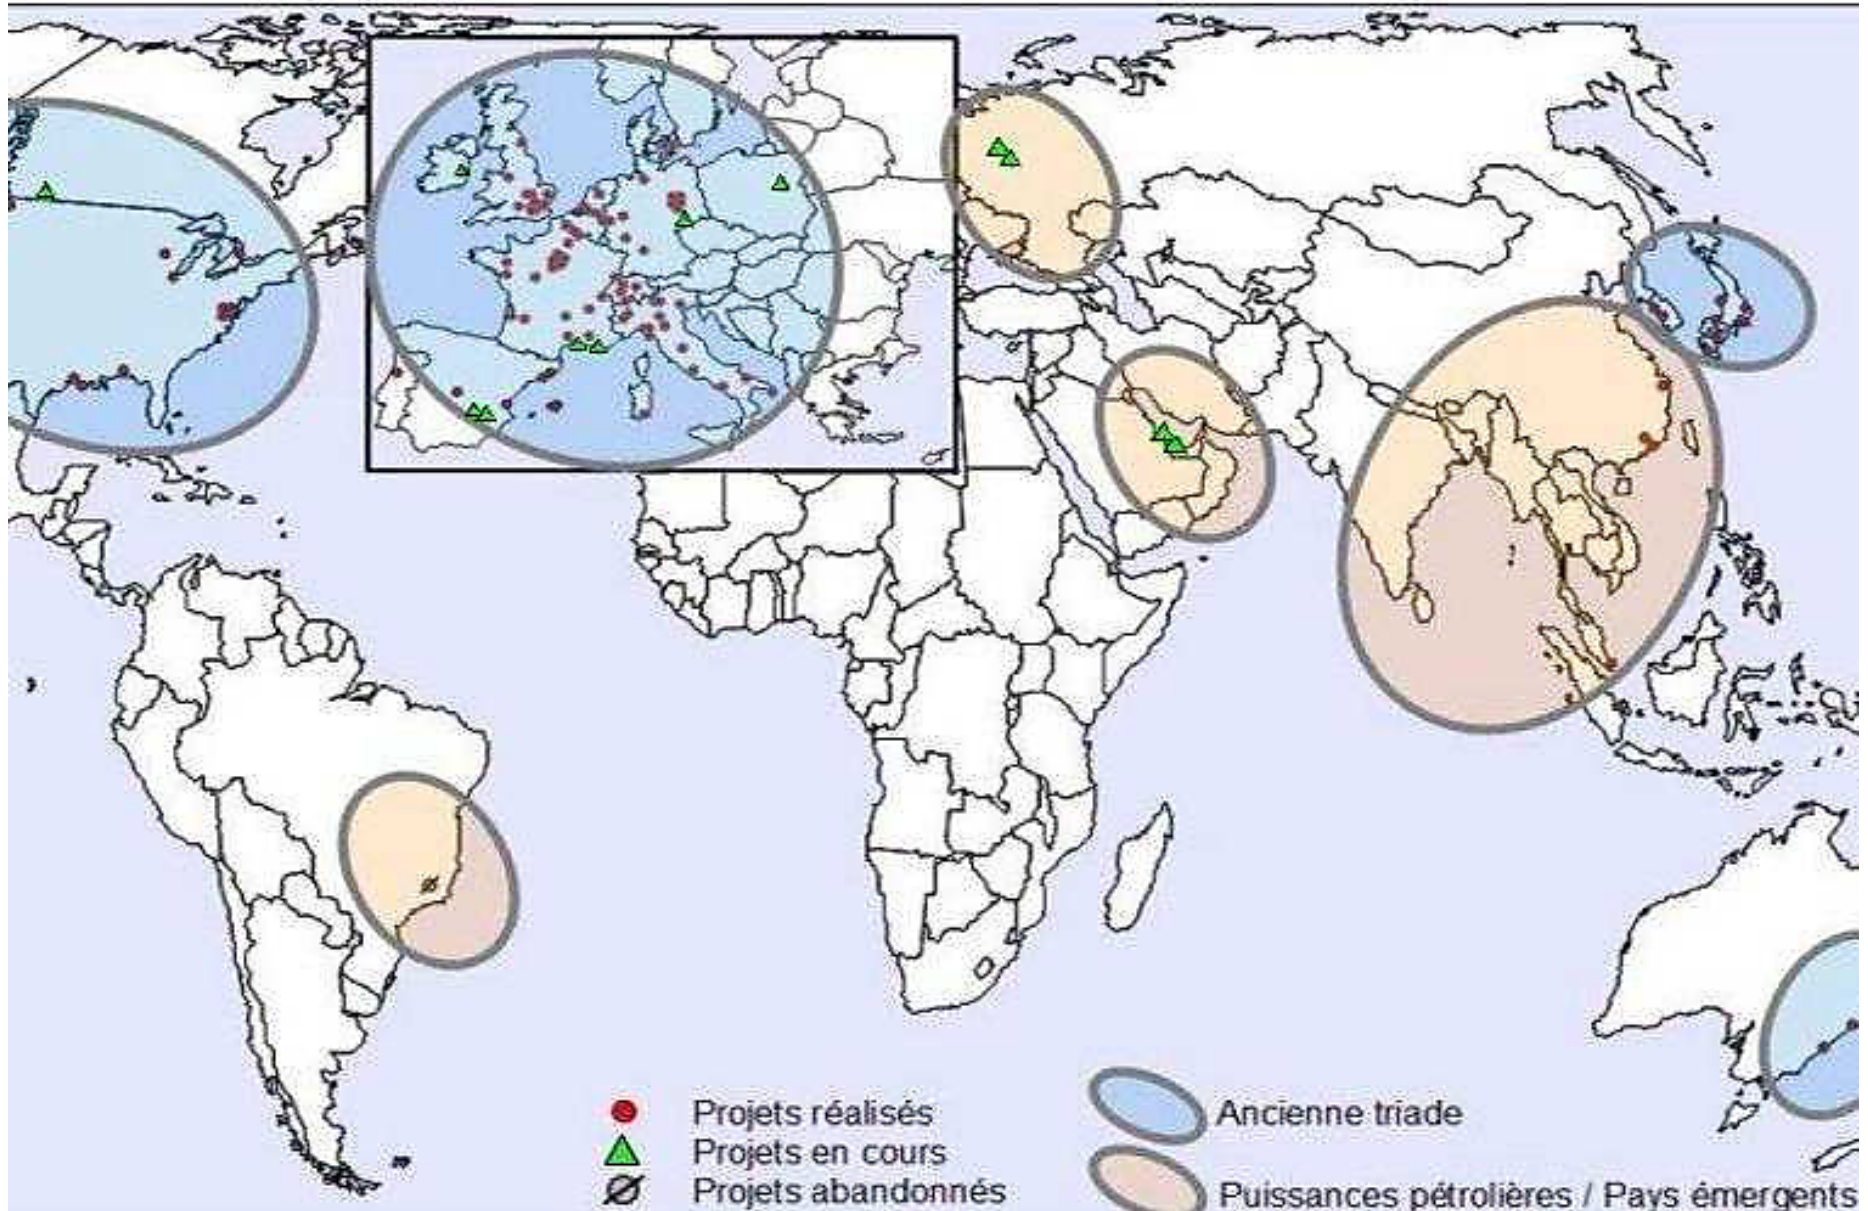 Projets réalisés
Projets en cours
Projets abandonnés
Ancienne triade
Puissances pétrolières / Pays émergents